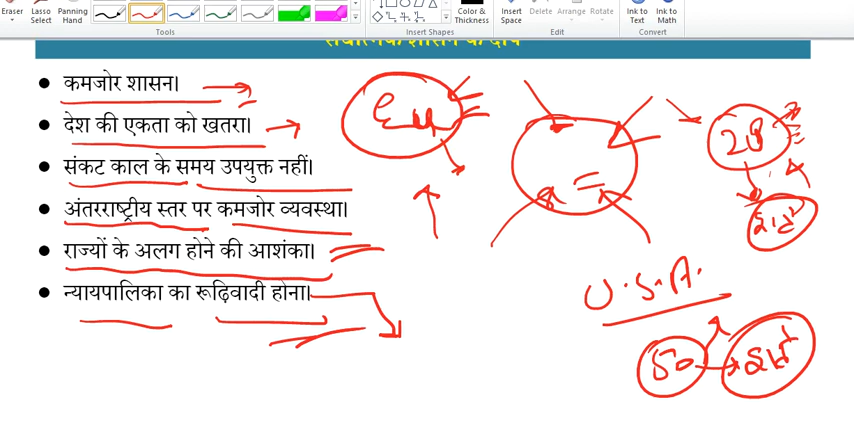 Eraser Lasso Select Panning Hand Color & Thickness Insert Space Delete Arrange Rotate Ink to Text Ink to Math
Tools Insert Shapes Edit Convert
संघात्मक शासन के दोष
कमजोर शासन।
देश की एकता को खतरा।
संकट काल के समय उपयुक्त नहीं।
अंतरराष्ट्रीय स्तर पर कमजोर व्यवस्था।
राज्यों के अलग होने की आशंका।
न्यायपालिका का रूढ़िवादी होना।
28
U.S.A.
50